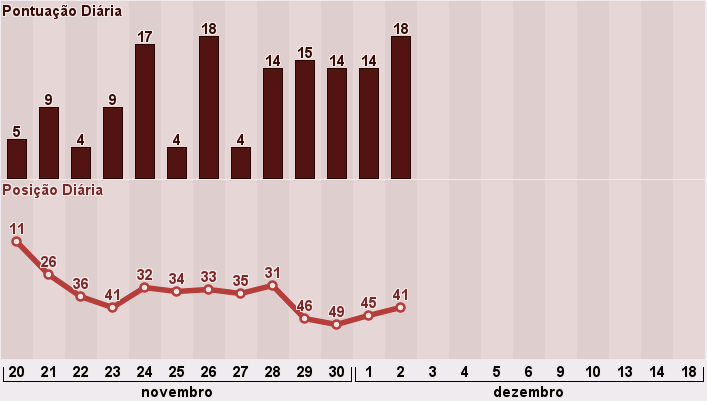 Pontuação Diária
5 9 4 9 17 4 18 4 14 15 14 14 18
Posição Diária
11 26 36 41 32 34 33 35 31 46 49 45 41
20 21 22 23 24 25 26 27 28 29 30 1 2 3 4 5 6 9 10 13 14 18
novembro dezembro